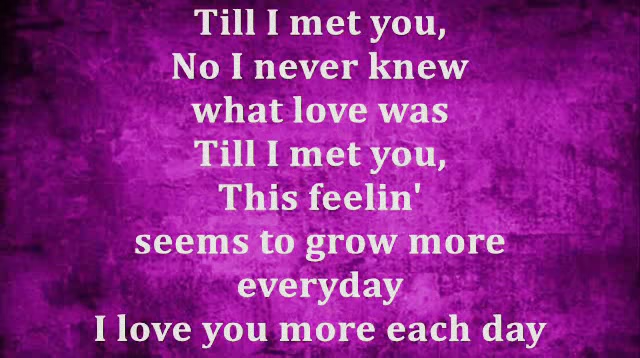 Till I met you,
No I never knew
what love was
Till I met you,
This feelin'
seems to grow more
everyday
I love you more each day